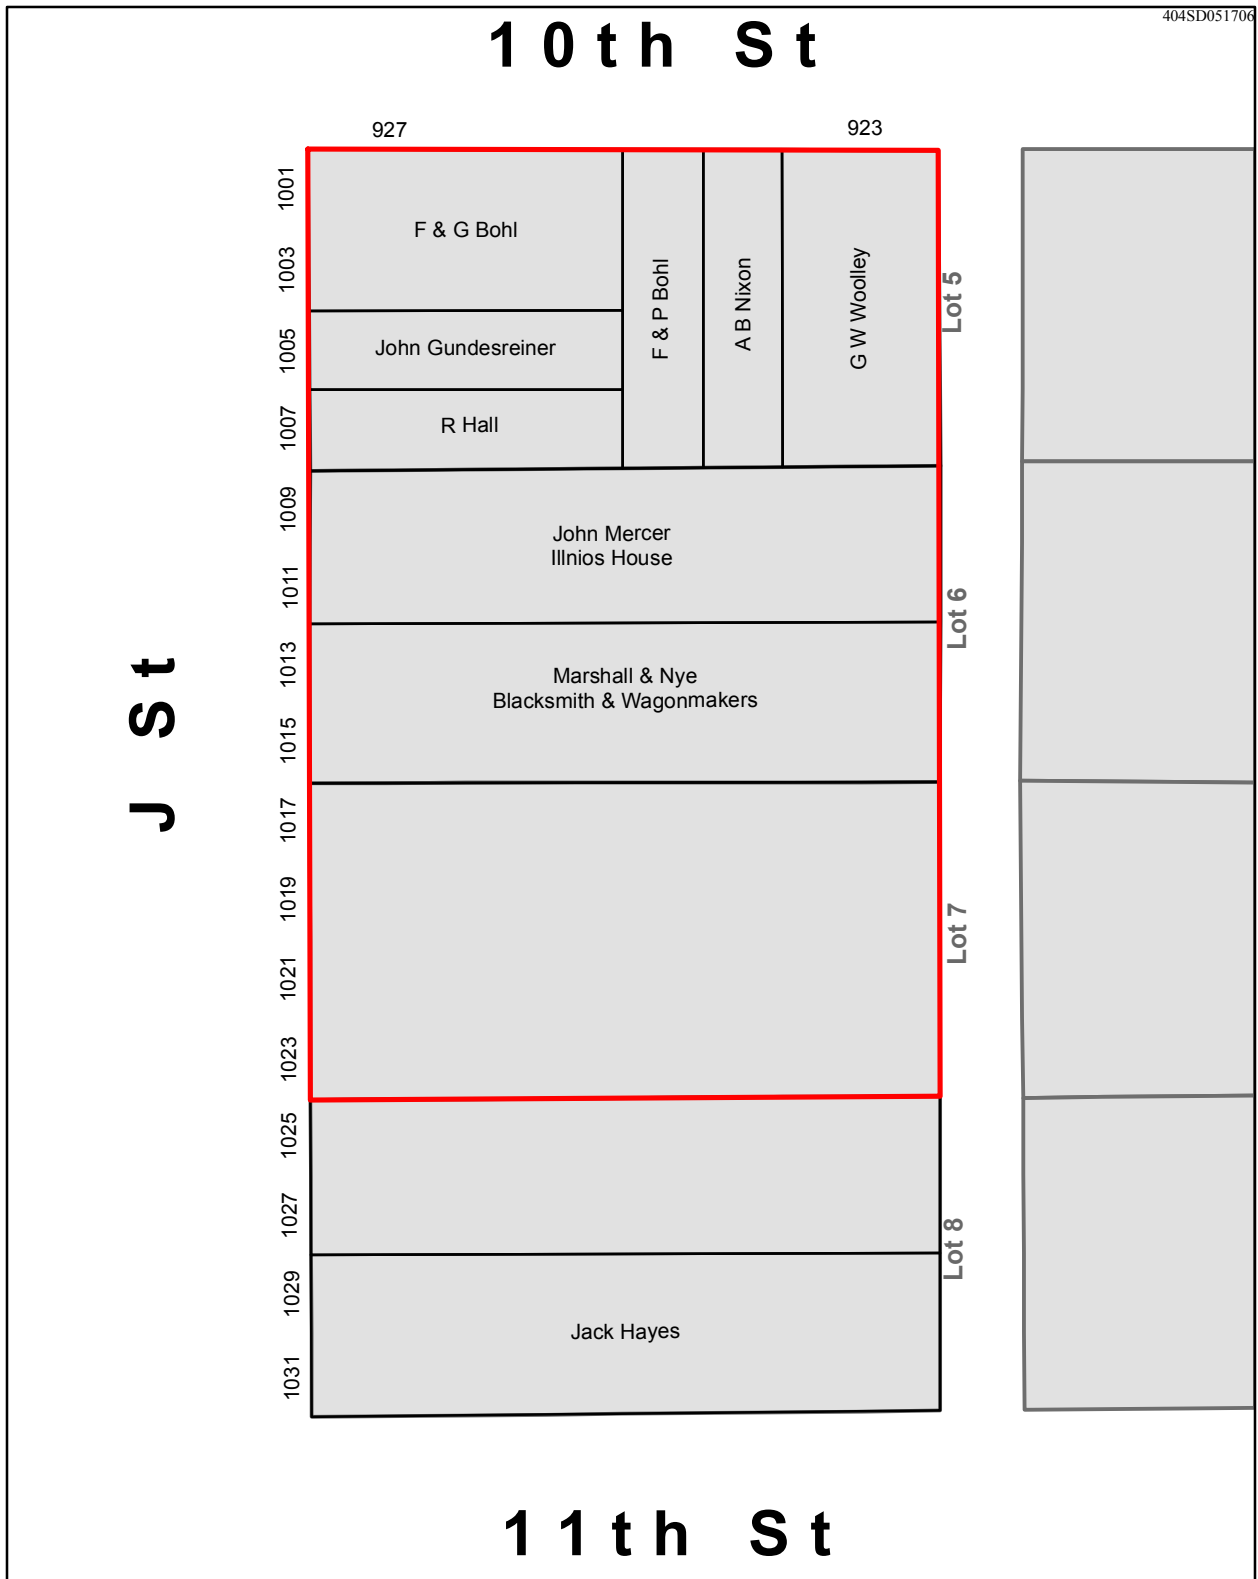 404SD051706
10th St
927
923
1001
1003
1005
1007
1009
1011
1013
1015
1017
1019
1021
1023
1025
1027
1029
1031
J St
F & G Bohl
John Gundesreiner
R Hall
F & P Bohl
A B Nixon
G W Woolley
Lot 5
John Mercer
Illnios House
Lot 6
Marshall & Nye
Blacksmith & Wagonmakers
Lot 7
Lot 8
Jack Hayes
11th St